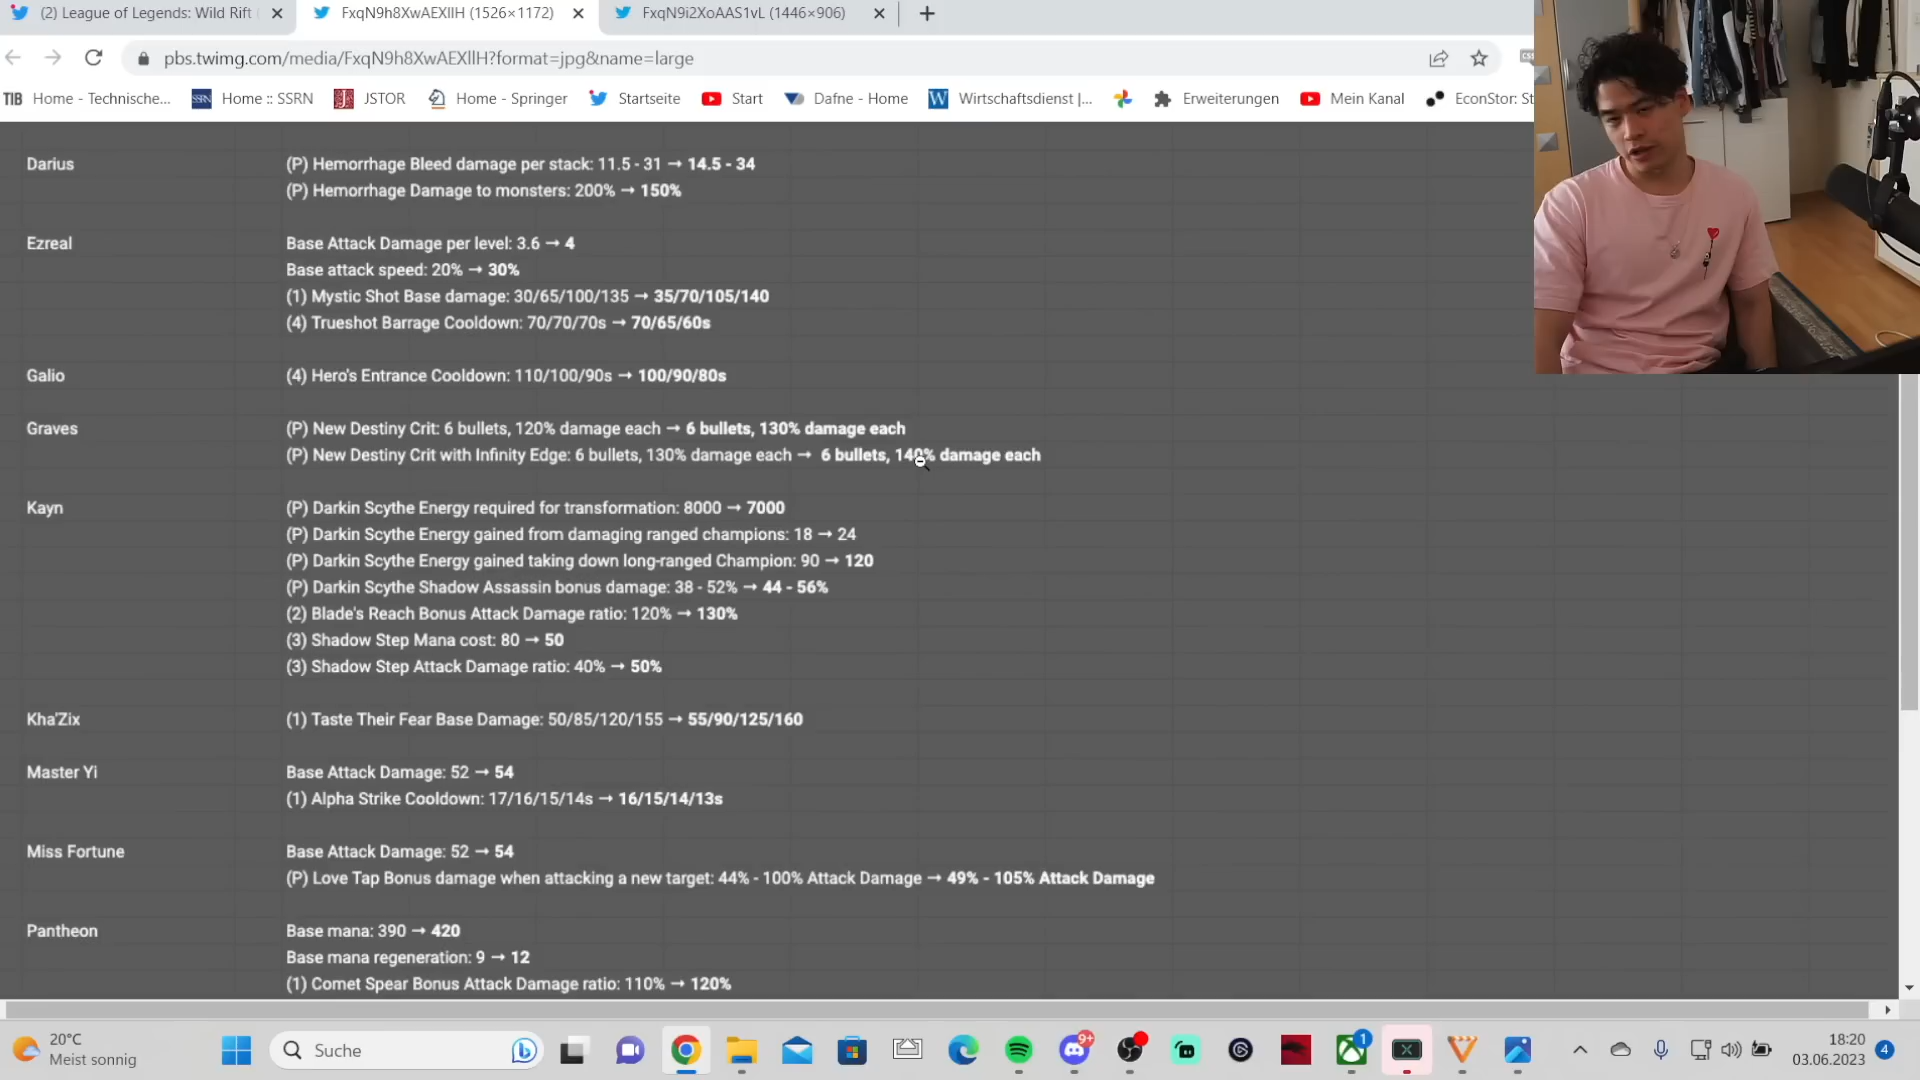 (2) League of Legends: Wild Rift
FxqN9h8XwAEXllH (1526×1172)
FxqN9i2XoAAS1vL (1446×906)
pbs.twimg.com/media/FxqN9h8XwAEXllH?format=jpg&name=large
TIB Home - Technische...
SSRN Home :: SSRN
JSTOR
Home - Springer
Startseite
Start
Dafne - Home
W Wirtschaftsdienst |...
Erweiterungen
Mein Kanal
EconStor: St
Darius (P) Hemorrhage Bleed damage per stack: 11.5 - 31 → 14.5 - 34
(P) Hemorrhage Damage to monsters: 200% → 150%
Ezreal Base Attack Damage per level: 3.6 → 4
Base attack speed: 20% → 30%
(1) Mystic Shot Base damage: 30/65/100/135 → 35/70/105/140
(4) Trueshot Barrage Cooldown: 70/70/70s → 70/65/60s
Galio (4) Hero's Entrance Cooldown: 110/100/90s → 100/90/80s
Graves (P) New Destiny Crit: 6 bullets, 120% damage each → 6 bullets, 130% damage each
(P) New Destiny Crit with Infinity Edge: 6 bullets, 130% damage each → 6 bullets, 140% damage each
Kayn (P) Darkin Scythe Energy required for transformation: 8000 → 7000
(P) Darkin Scythe Energy gained from damaging ranged champions: 18 → 24
(P) Darkin Scythe Energy gained taking down long-ranged Champion: 90 → 120
(P) Darkin Scythe Shadow Assassin bonus damage: 38 - 52% → 44 - 56%
(2) Blade's Reach Bonus Attack Damage ratio: 120% → 130%
(3) Shadow Step Mana cost: 80 → 50
(3) Shadow Step Attack Damage ratio: 40% → 50%
Kha'Zix (1) Taste Their Fear Base Damage: 50/85/120/155 → 55/90/125/160
Master Yi Base Attack Damage: 52 → 54
(1) Alpha Strike Cooldown: 17/16/15/14s → 16/15/14/13s
Miss Fortune Base Attack Damage: 52 → 54
(P) Love Tap Bonus damage when attacking a new target: 44% - 100% Attack Damage → 49% - 105% Attack Damage
Pantheon Base mana: 390 → 420
Base mana regeneration: 9 → 12
(1) Comet Spear Bonus Attack Damage ratio: 110% → 120%
20°C
Meist sonnig
Suche
9+
1
18:20
03.06.2023
4